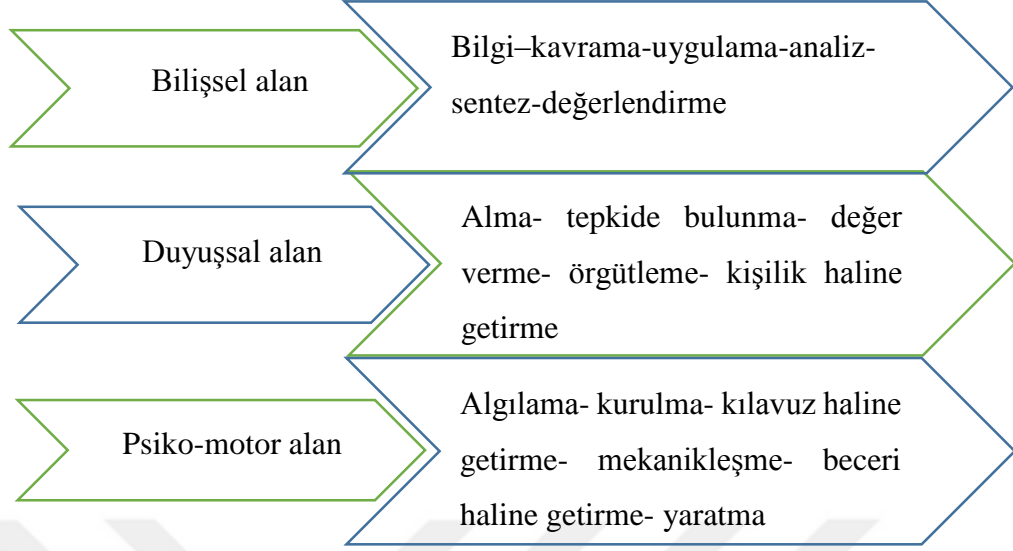 Bilişsel alan
Bilgi–kavrama-uygulama-analiz-
sentez-değerlendirme
Duyuşsal alan
Alma- tepkide bulunma- değer
verme- örgütleme- kişilik haline
getirme
Psiko-motor alan
Algılama- kurulma- kılavuz haline
getirme- mekanikleşme- beceri
haline getirme- yaratma